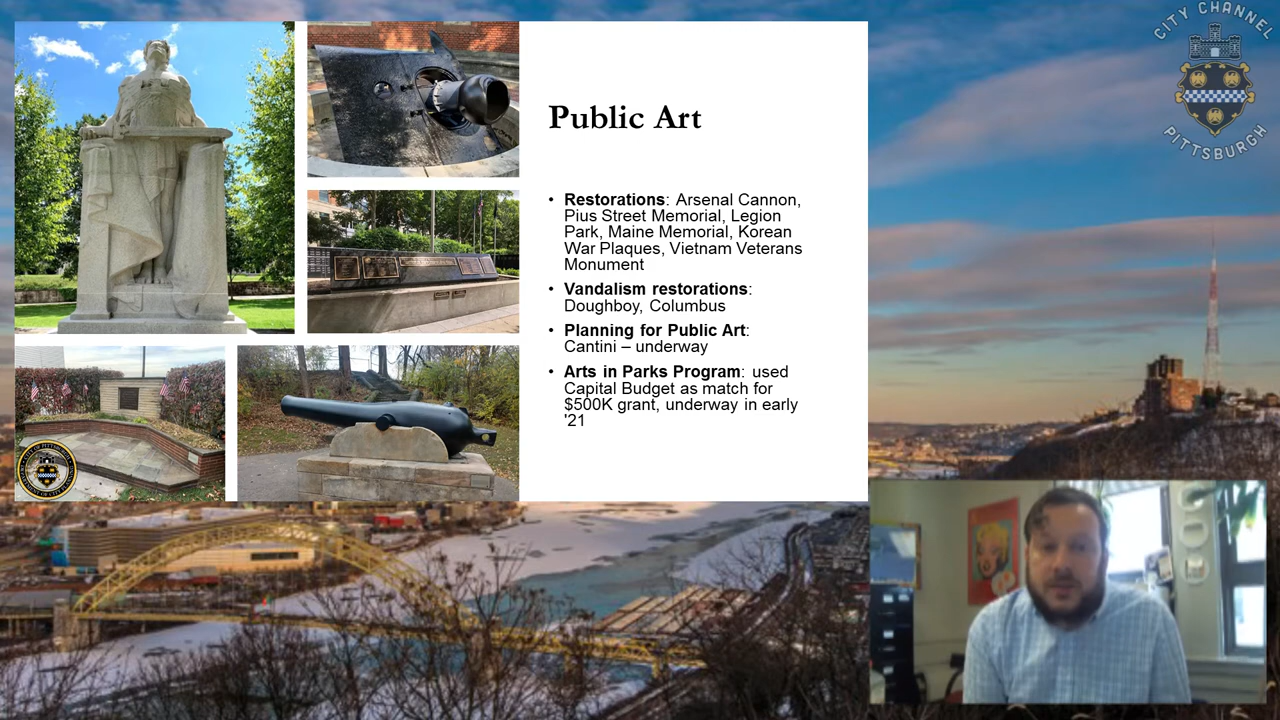 CITY CHANNEL
PITTSBURGH
Public Art
• Restorations: Arsenal Cannon,
Pius Street Memorial, Legion
Park, Maine Memorial, Korean
War Plaques, Vietnam Veterans
Monument
• Vandalism restorations:
Doughboy, Columbus
• Planning for Public Art:
Cantini – underway
• Arts in Parks Program: used
Capital Budget as match for
$500K grant, underway in early
'21